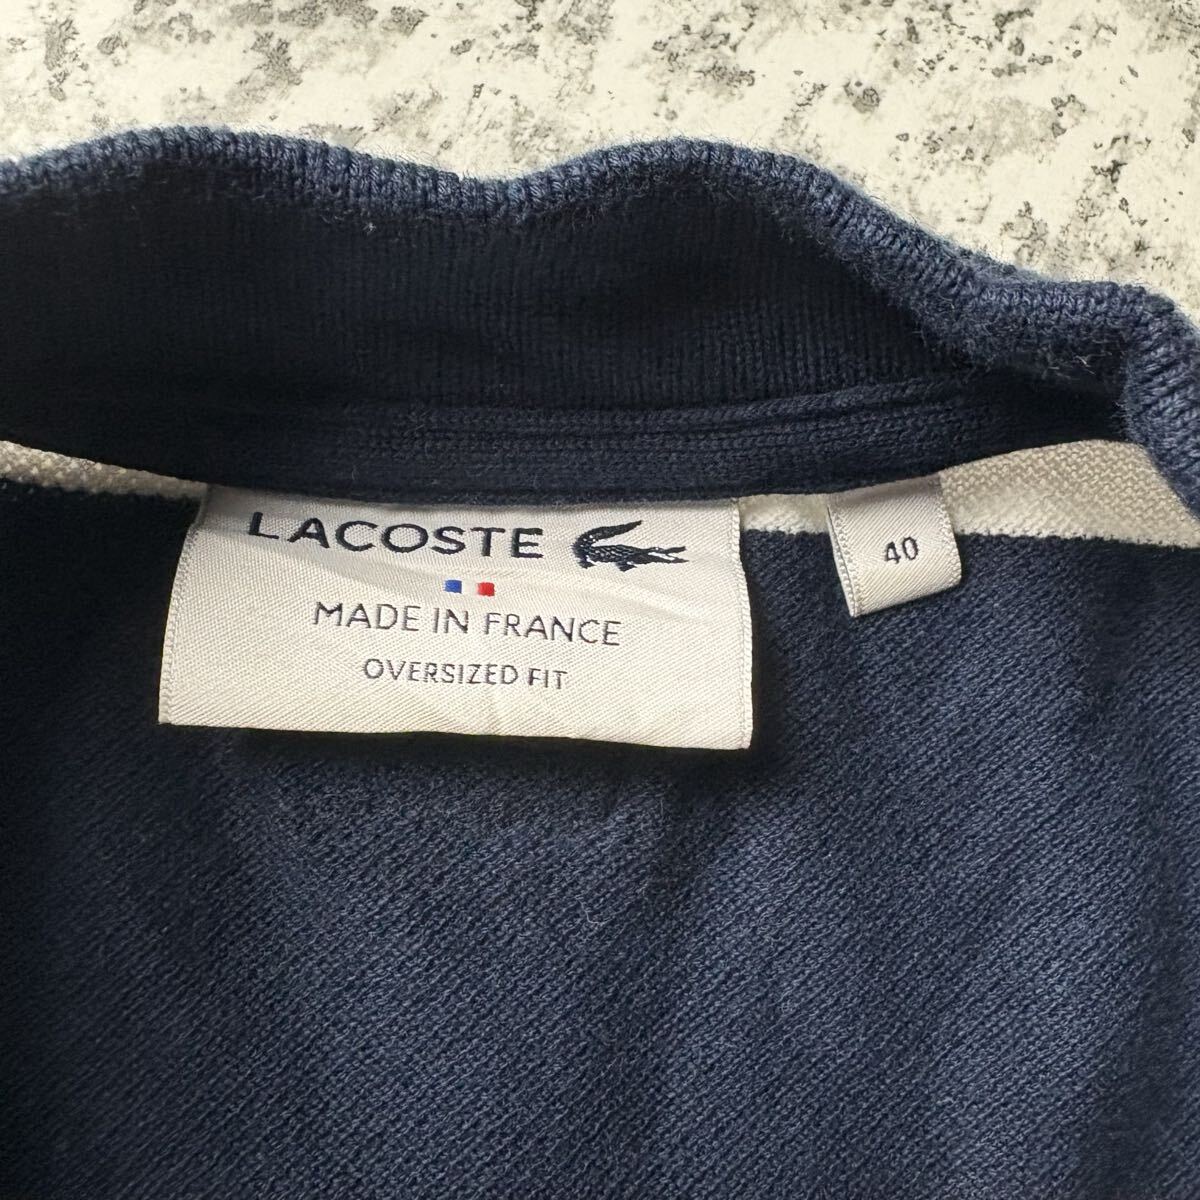 LACOSTE
MADE IN FRANCE
OVERSIZED FIT
40